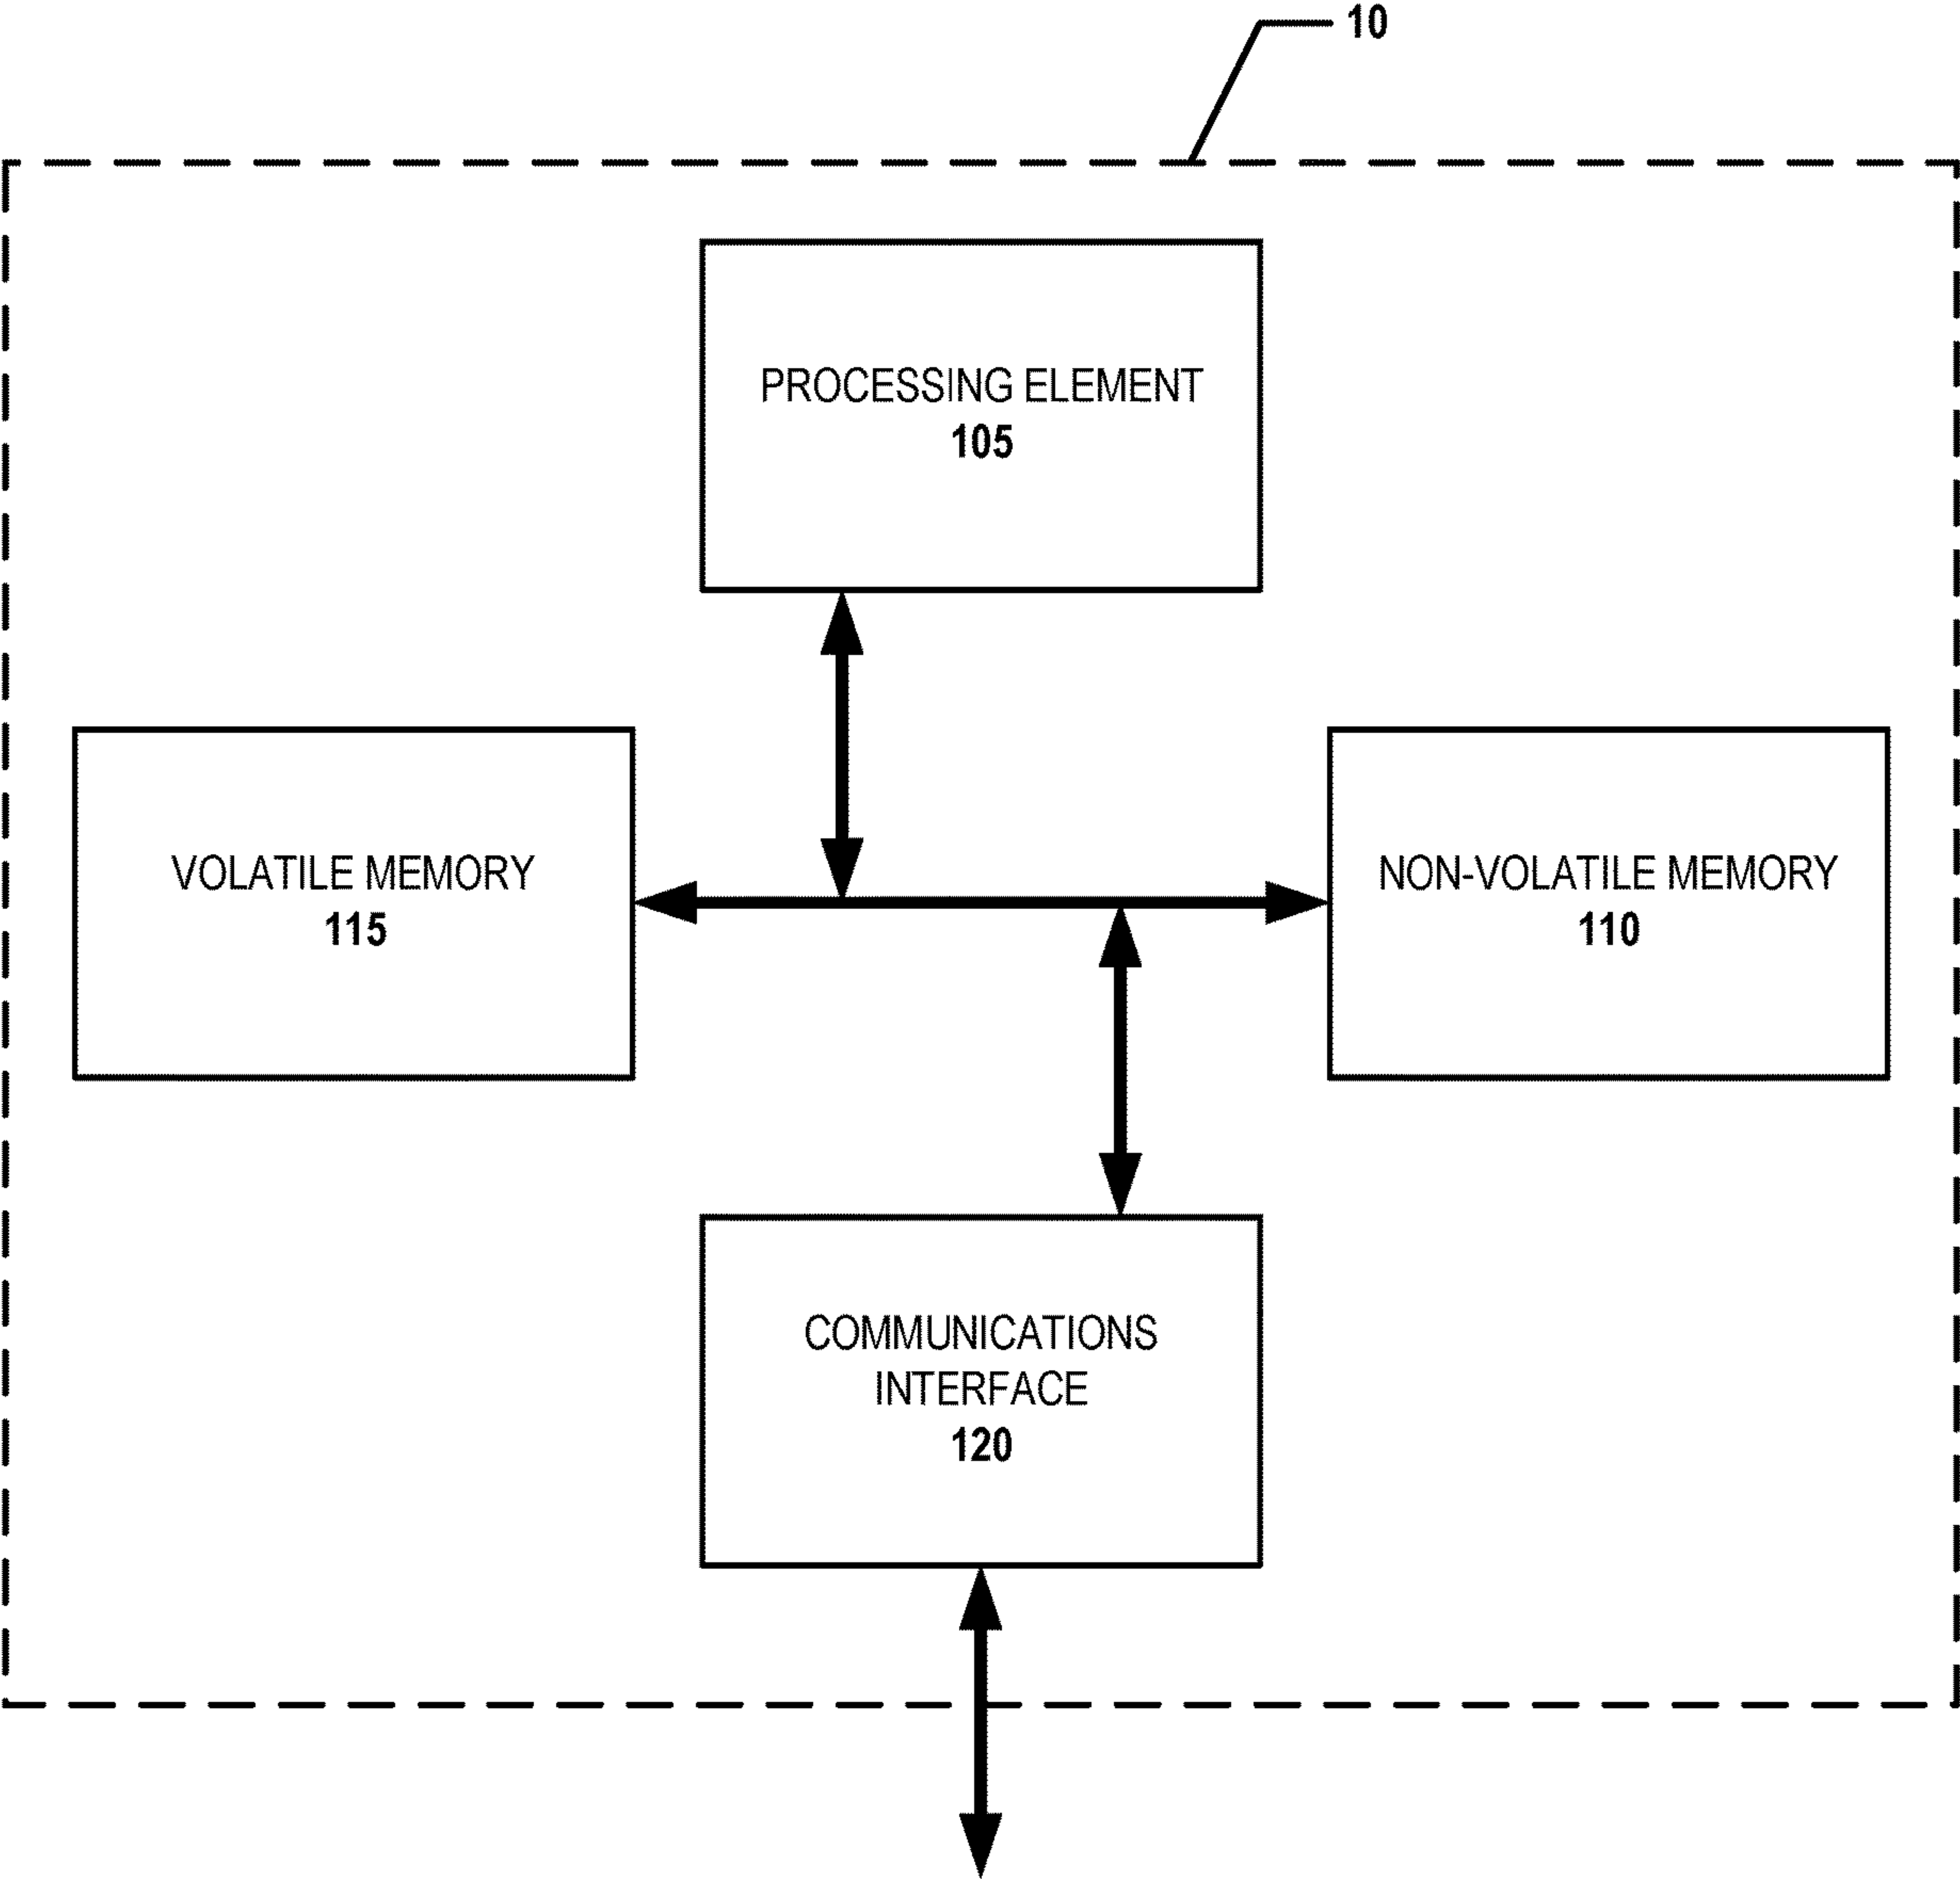 10
PROCESSING ELEMENT
105
VOLATILE MEMORY
115
NON-VOLATILE MEMORY
110
COMMUNICATIONS
INTERFACE
120